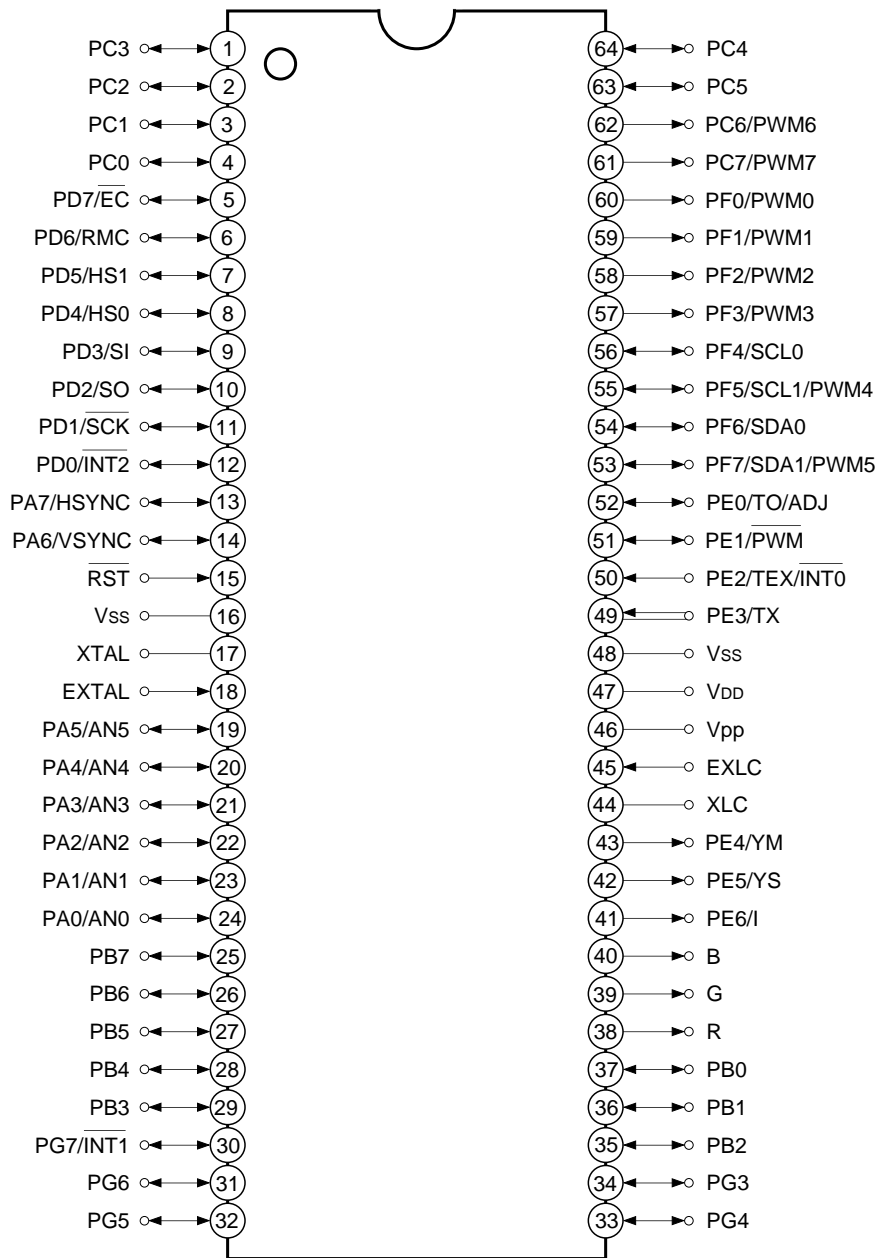 PC3 1 64 PC4
PC2 2 63 PC5
PC1 3 62 PC6/PWM6
PC0 4 61 PC7/PWM7
PD7/E̅C̅ 5 60 PF0/PWM0
PD6/RMC 6 59 PF1/PWM1
PD5/HS1 7 58 PF2/PWM2
PD4/HS0 8 57 PF3/PWM3
PD3/SI 9 56 PF4/SCL0
PD2/SO 10 55 PF5/SCL1/PWM4
PD1/S̅C̅K̅ 11 54 PF6/SDA0
PD0/I̅N̅T̅2̅ 12 53 PF7/SDA1/PWM5
PA7/HSYNC 13 52 PE0/TO/ADJ
PA6/VSYNC 14 51 PE1/P̅W̅M̅
R̅S̅T̅ 15 50 PE2/TEX/I̅N̅T̅0̅
Vss 16 49 PE3/TX
XTAL 17 48 Vss
EXTAL 18 47 VDD
PA5/AN5 19 46 Vpp
PA4/AN4 20 45 EXLC
PA3/AN3 21 44 XLC
PA2/AN2 22 43 PE4/YM
PA1/AN1 23 42 PE5/YS
PA0/AN0 24 41 PE6/I
PB7 25 40 B
PB6 26 39 G
PB5 27 38 R
PB4 28 37 PB0
PB3 29 36 PB1
PG7/I̅N̅T̅1̅ 30 35 PB2
PG6 31 34 PG3
PG5 32 33 PG4